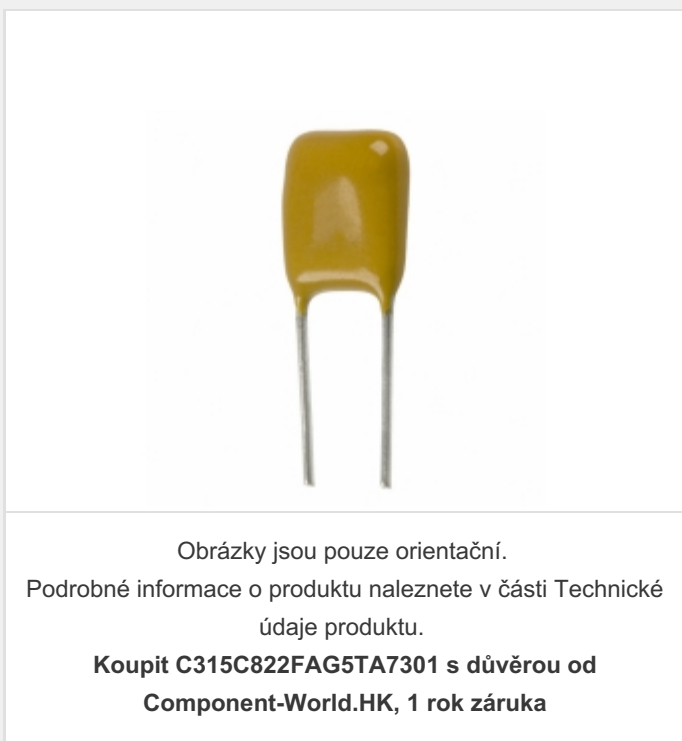 Obrázky jsou pouze orientační.
Podrobné informace o produktu naleznete v části Technické
údaje produktu.
Koupit C315C822FAG5TA7301 s důvěrou od
Component-World.HK, 1 rok záruka